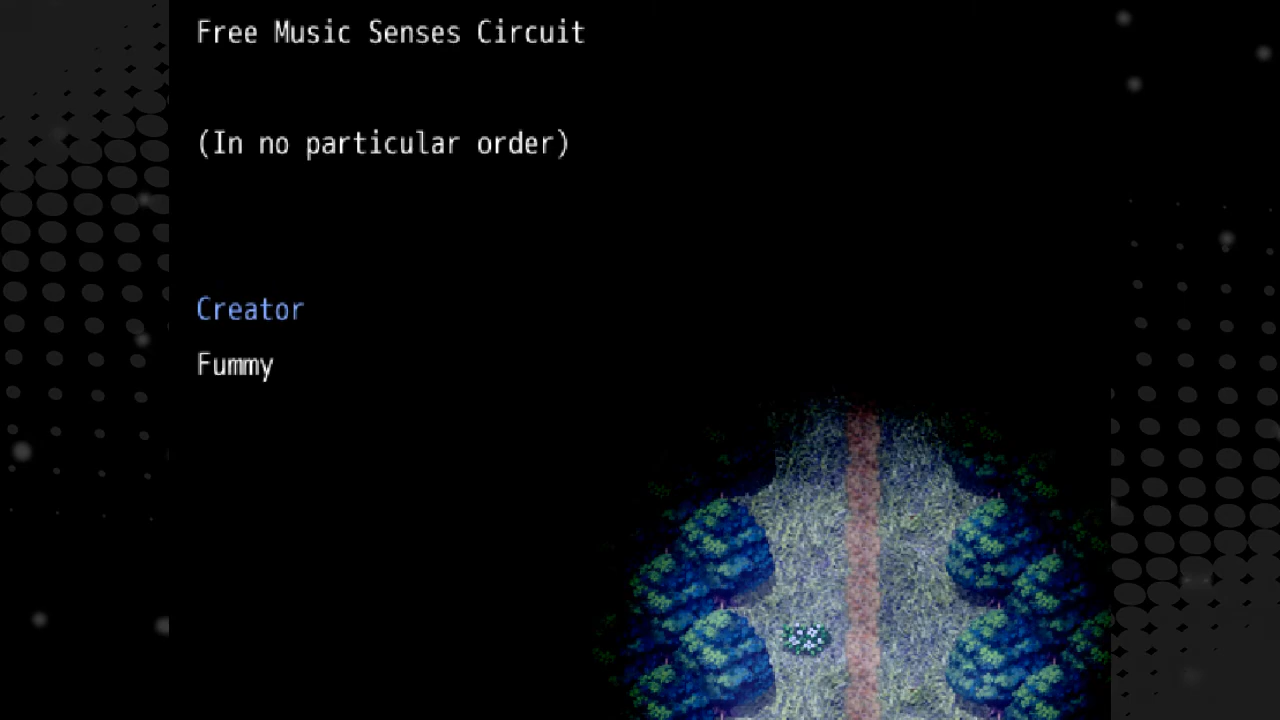 Free Music Senses Circuit
(In no particular order)
Creator
Fummy